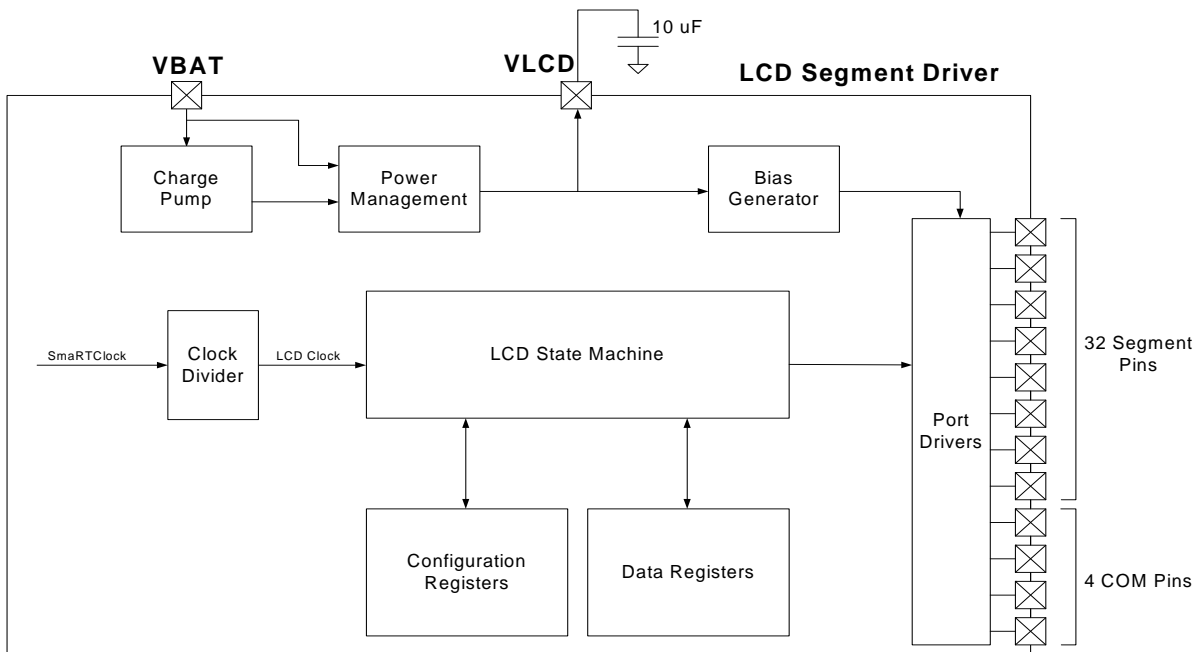 10 uF
VBAT
VLCD
LCD Segment Driver
Charge
Pump
Power
Management
Bias
Generator
SmaRTClock
Clock
Divider
LCD Clock
LCD State Machine
Port
Drivers
32 Segment
Pins
Configuration
Registers
Data Registers
4 COM Pins